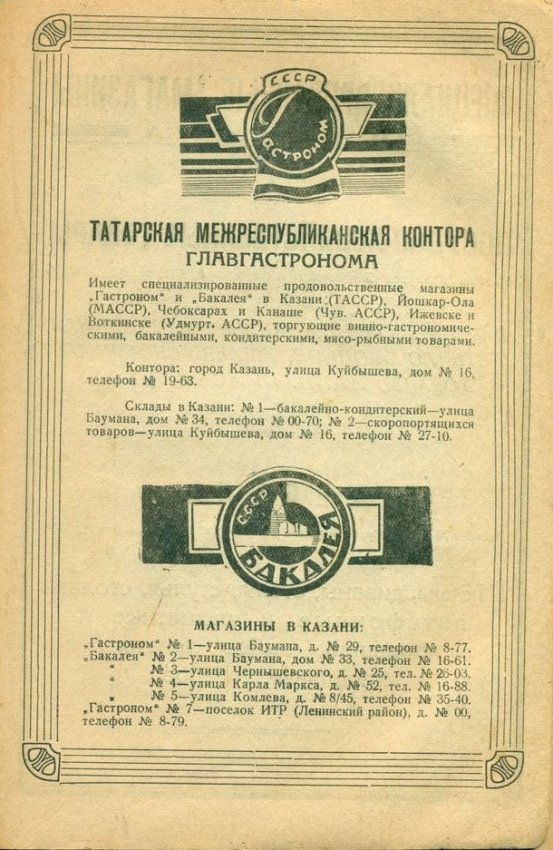 СССР
Гастроном
ТАТАРСКАЯ МЕЖРЕСПУБЛИКАНСКАЯ КОНТОРА
ГЛАВГАСТРОНОМА
Имеет специализированные продовольственные магазины
„Гастроном" и „Бакалея" в Казани (ТАССР), Йошкар-Ола
(МАССР), Чебоксарах и Канаше (Чув. АССР), Ижевске и
Воткинске (Удмурт. АССР), торгующие винно-гастрономиче-
скими, бакалейными, кондитерскими, мясо-рыбными товарами.
Контора: город Казань, улица Куйбышева, дом № 16,
телефон № 19-63.
Склады в Казани: № 1—бакалейно-кондитерский—улица
Баумана, дом № 34, телефон № 00-70; № 2—скоропортящихся
товаров—улица Куйбышева, дом № 16, телефон № 27-10.
СССР
БАКАЛЕЯ
МАГАЗИНЫ В КАЗАНИ:
„Гастроном" № 1—улица Баумана, д. № 29, телефон № 8-77.
„Бакалея" № 2—улица Баумана, дом № 33, телефон № 16-61.
„ № 3—улица Чернышевского, д. № 25, тел. № 26-03.
„ № 4—улица Карла Маркса, д. № 52, тел. № 16-88.
„ № 5—улица Комлева, д. № 8/45, телефон № 35-40.
„Гастроном" № 7—поселок ИТР (Ленинский район), д. № 00,
телефон № 8-79.